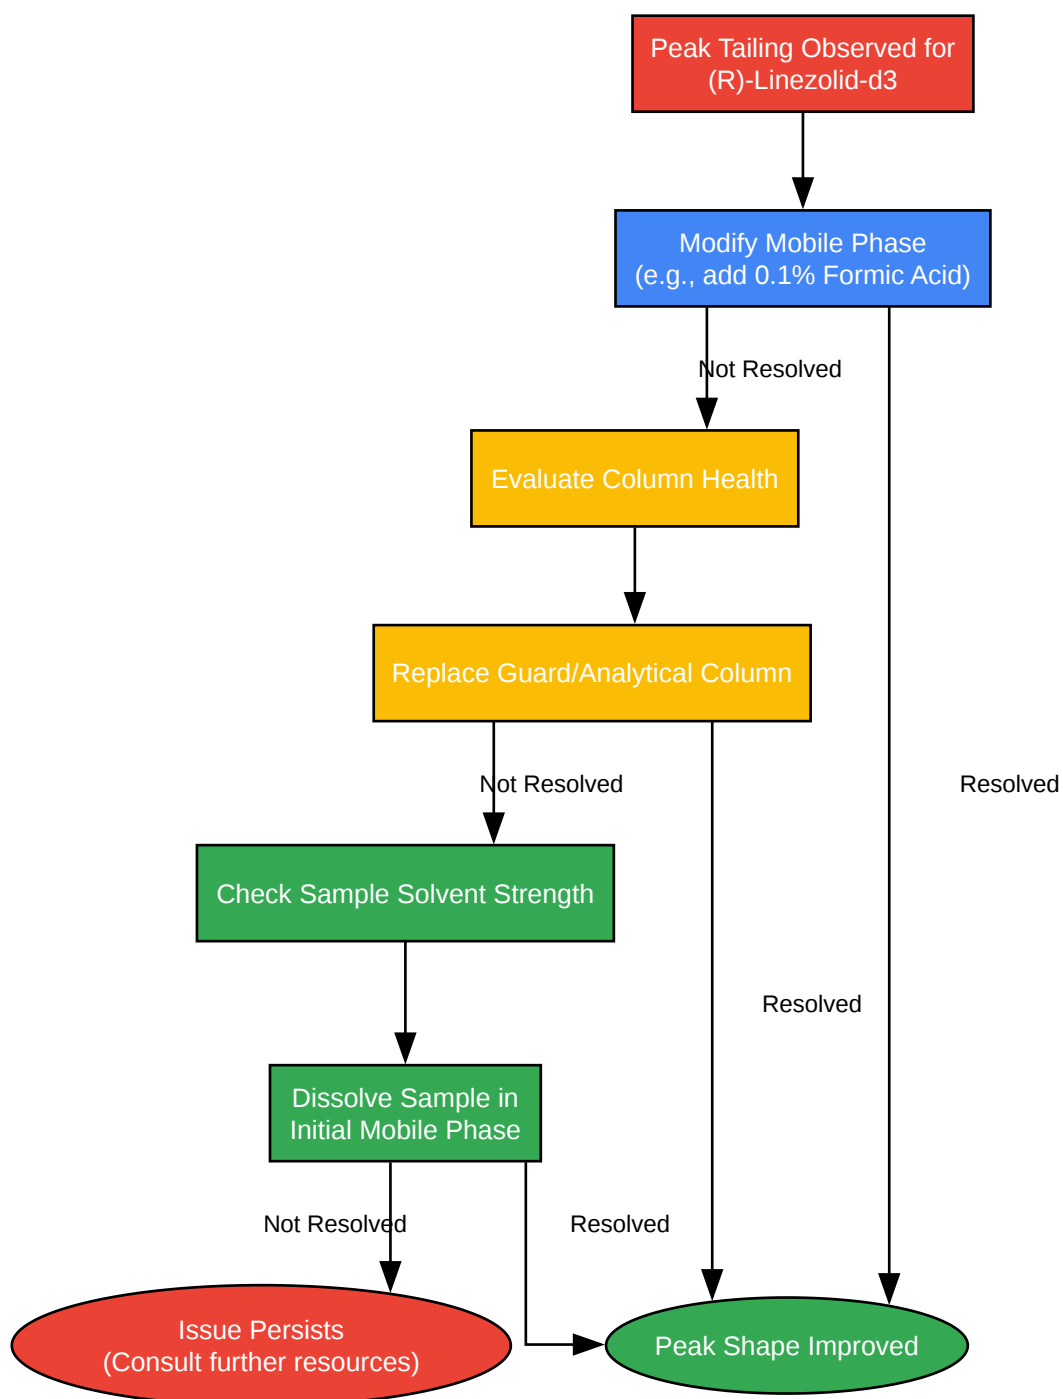 Peak Tailing Observed for
(R)-Linezolid-d3
Modify Mobile Phase
(e.g., add 0.1% Formic Acid)
Not Resolved
Evaluate Column Health
Replace Guard/Analytical Column
Not Resolved
Resolved
Check Sample Solvent Strength
Resolved
Dissolve Sample in
Initial Mobile Phase
Not Resolved
Resolved
Issue Persists
(Consult further resources)
Peak Shape Improved